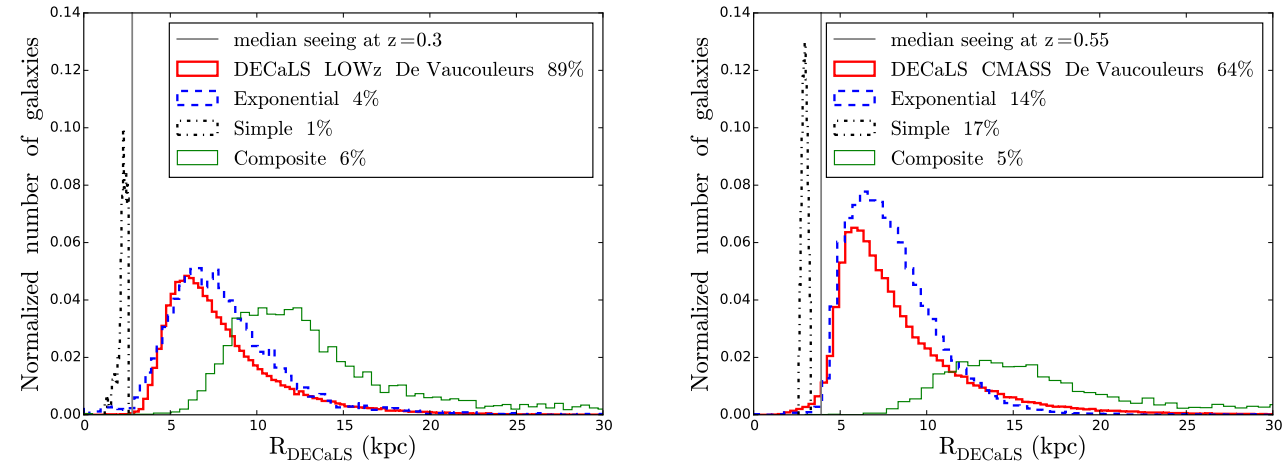 0.14
0.12
0.10
0.08
0.06
0.04
0.02
0.00
Normalized number of galaxies
median seeing at z=0.3
DECaLS LOWz De Vaucouleurs 89%
Exponential 4%
Simple 1%
Composite 6%
0 5 10 15 20 25 30
R_DECaLS (kpc)
0.14
0.12
0.10
0.08
0.06
0.04
0.02
0.00
Normalized number of galaxies
median seeing at z=0.55
DECaLS CMASS De Vaucouleurs 64%
Exponential 14%
Simple 17%
Composite 5%
0 5 10 15 20 25 30
R_DECaLS (kpc)